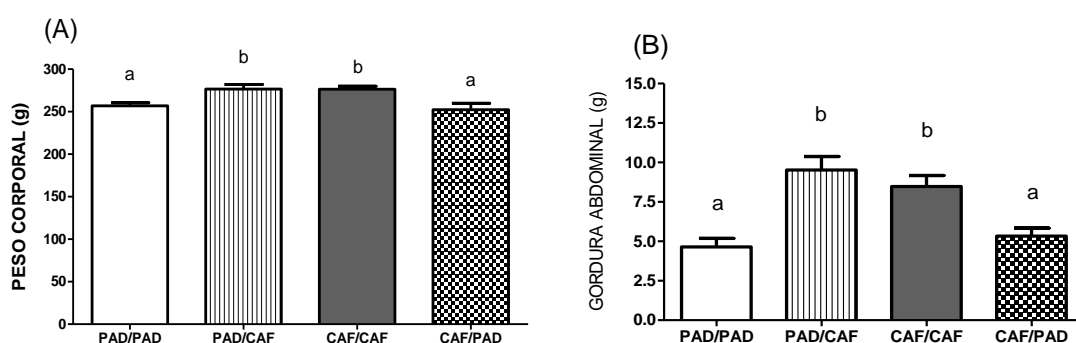 (A)
a
b
b
a
PESO CORPORAL (g)
300
250
200
150
100
50
0
PAD/PAD
PAD/CAF
CAF/CAF
CAF/PAD
(B)
a
b
b
a
GORDURA ABDOMINAL (g)
15.0
12.5
10.0
7.5
5.0
2.5
0.0
PAD/PAD
PAD/CAF
CAF/CAF
CAF/PAD